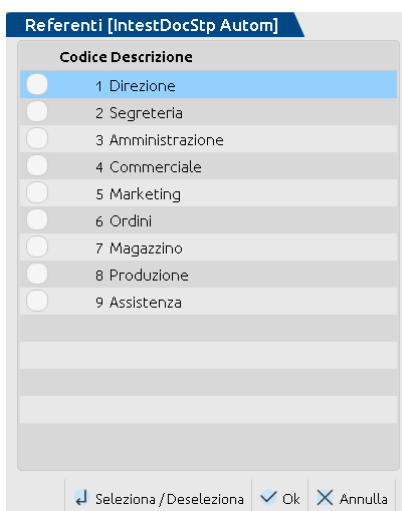 Referenti [IntestDocStp Autom]
Codice Descrizione
1 Direzione
2 Segreteria
3 Amministrazione
4 Commerciale
5 Marketing
6 Ordini
7 Magazzino
8 Produzione
9 Assistenza
Seleziona / Deseleziona Ok Annulla